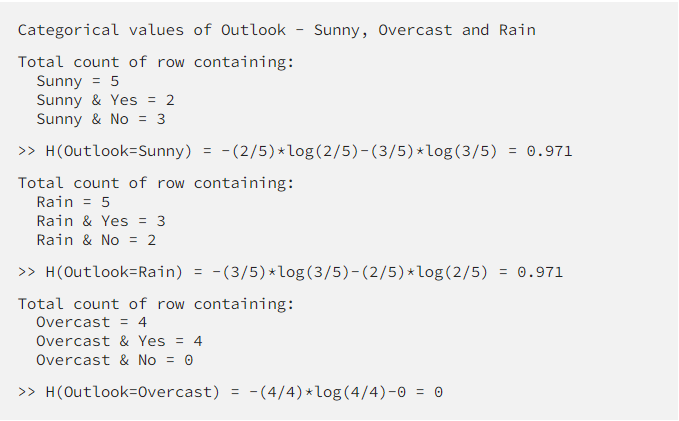 Categorical values of Outlook - Sunny, Overcast and Rain
Total count of row containing:
Sunny = 5
Sunny & Yes = 2
Sunny & No = 3
>> H(Outlook=Sunny) = -(2/5)*log(2/5)-(3/5)*log(3/5) = 0.971
Total count of row containing:
Rain = 5
Rain & Yes = 3
Rain & No = 2
>> H(Outlook=Rain) = -(3/5)*log(3/5)-(2/5)*log(2/5) = 0.971
Total count of row containing:
Overcast = 4
Overcast & Yes = 4
Overcast & No = 0
>> H(Outlook=Overcast) = -(4/4)*log(4/4)-0 = 0